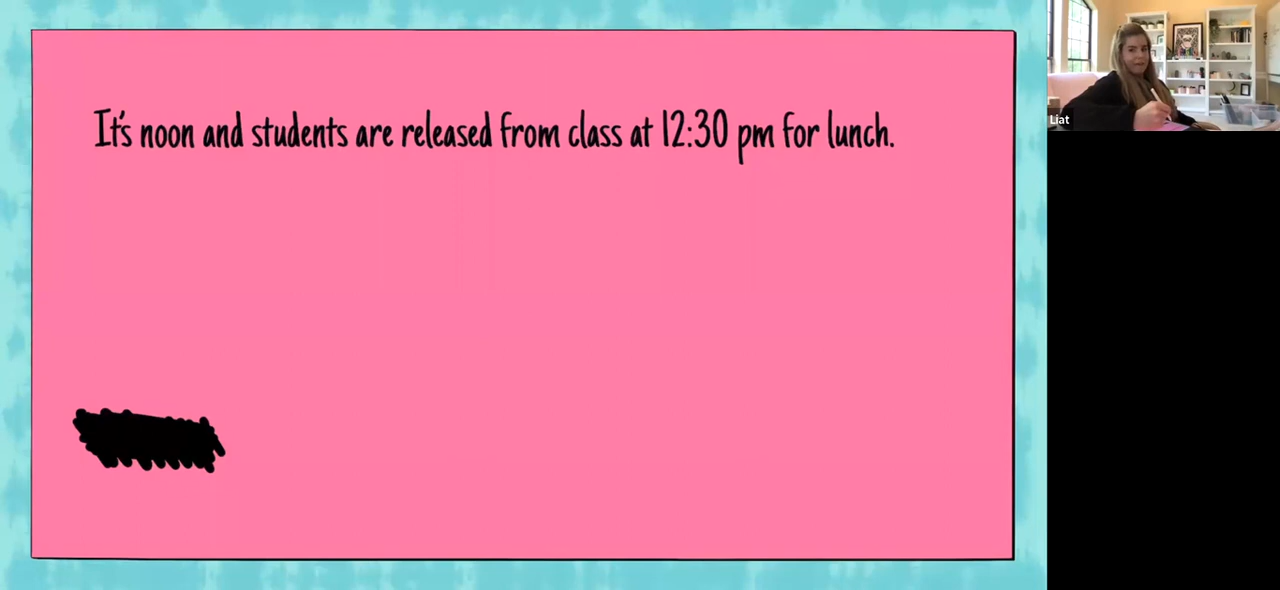 It's noon and students are released from class at 12:30 pm for lunch.
Liat